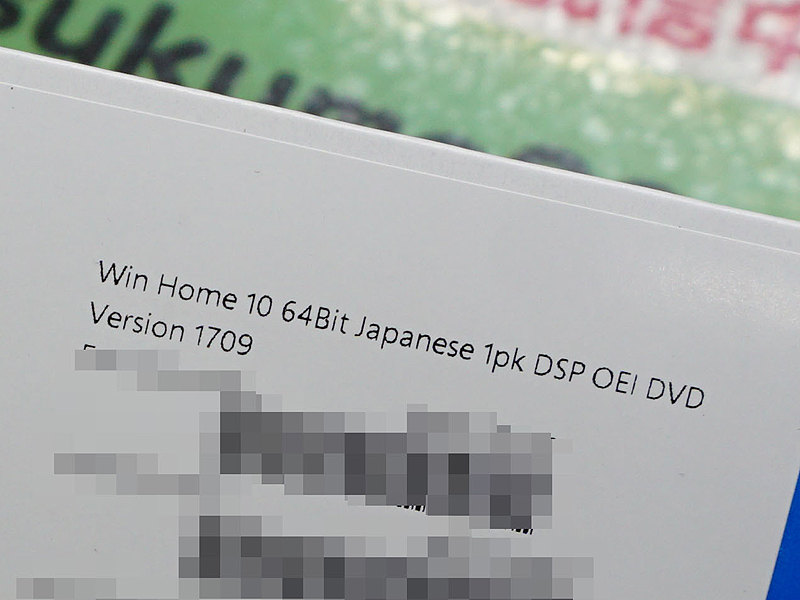 Win Home 10 64Bit Japanese 1pk DSP OEI DVD
Version 1709